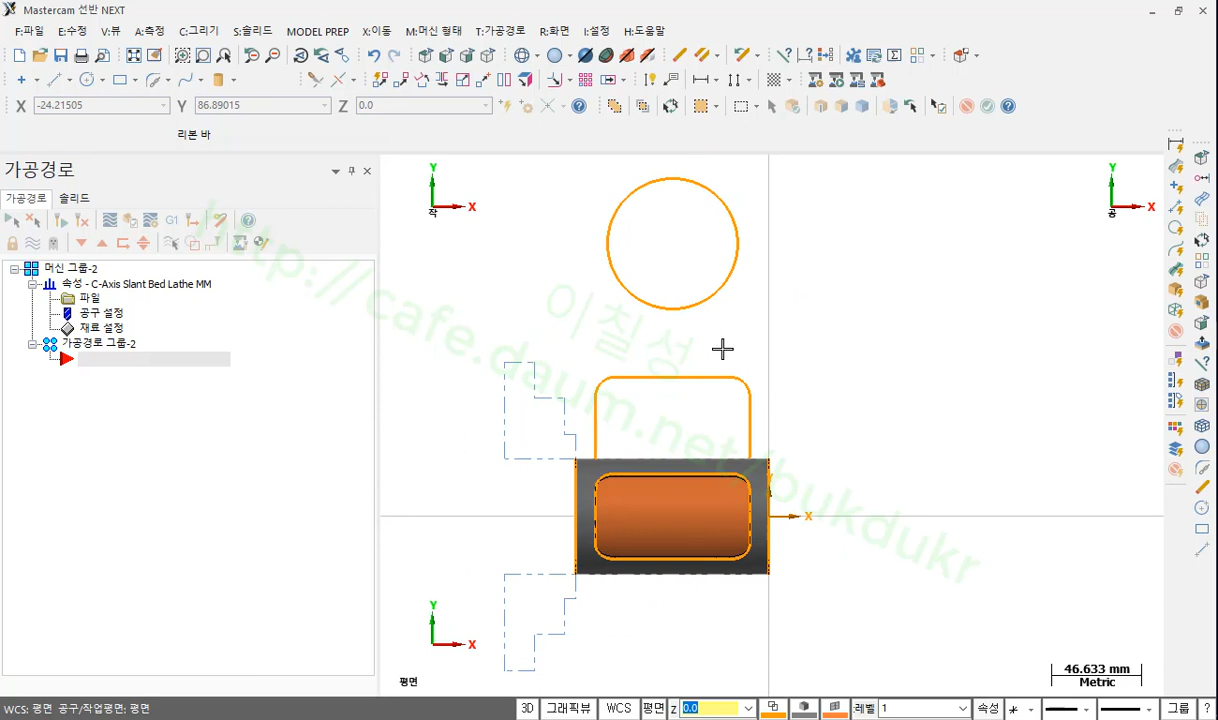 Mastercam 선반 NEXT
F:파일 E:수정 V:뷰 A:측정 C:그리기 S:솔리드 MODEL PREP X:이동 M:머신 형태 T:가공경로 R:화면 I:설정 H:도움말
X -24.21505 Y 86.89015 Z 0.0
리본 바
가공경로
가공경로 솔리드
G1
머신 그룹-2
속성 - C-Axis Slant Bed Lathe MM
파일
공구 설정
재료 설정
가공경로 그룹-2
Y
X
작
Y
X
공
http://cafe.daum.net/bukdukr
이칠성
X
Y
X
평면
46.633 mm
Metric
WCS: 평면 공구/작업평면: 평면 3D 그래픽뷰 WCS 평면 Z 0.0 레벨 1 속성 그룹 ?